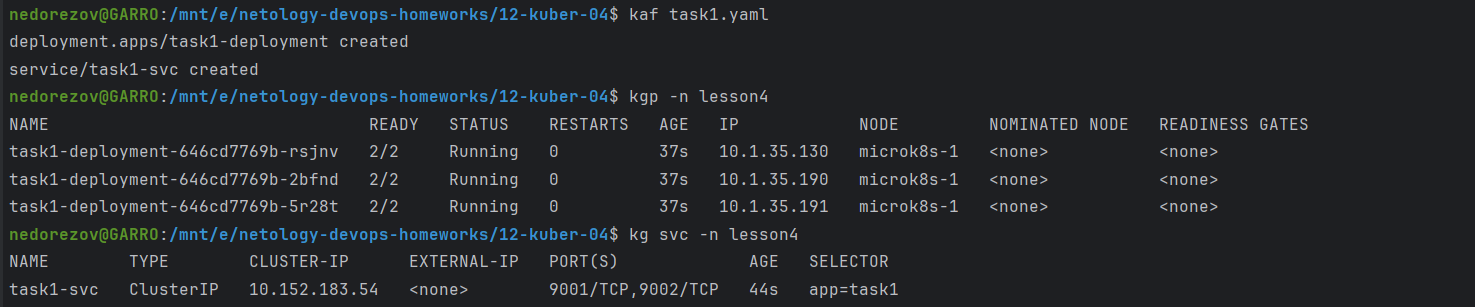 nedorezov@GARRO:/mnt/e/netology-devops-homeworks/12-kuber-04$ kaf task1.yaml
deployment.apps/task1-deployment created
service/task1-svc created
nedorezov@GARRO:/mnt/e/netology-devops-homeworks/12-kuber-04$ kgp -n lesson4
NAME                                READY   STATUS    RESTARTS   AGE   IP            NODE         NOMINATED NODE   READINESS GATES
task1-deployment-646cd7769b-rsjnv   2/2     Running   0          37s   10.1.35.130   microk8s-1   <none>           <none>
task1-deployment-646cd7769b-2bfnd   2/2     Running   0          37s   10.1.35.190   microk8s-1   <none>           <none>
task1-deployment-646cd7769b-5r28t   2/2     Running   0          37s   10.1.35.191   microk8s-1   <none>           <none>
nedorezov@GARRO:/mnt/e/netology-devops-homeworks/12-kuber-04$ kg svc -n lesson4
NAME        TYPE        CLUSTER-IP      EXTERNAL-IP   PORT(S)             AGE   SELECTOR
task1-svc   ClusterIP   10.152.183.54   <none>        9001/TCP,9002/TCP   44s   app=task1